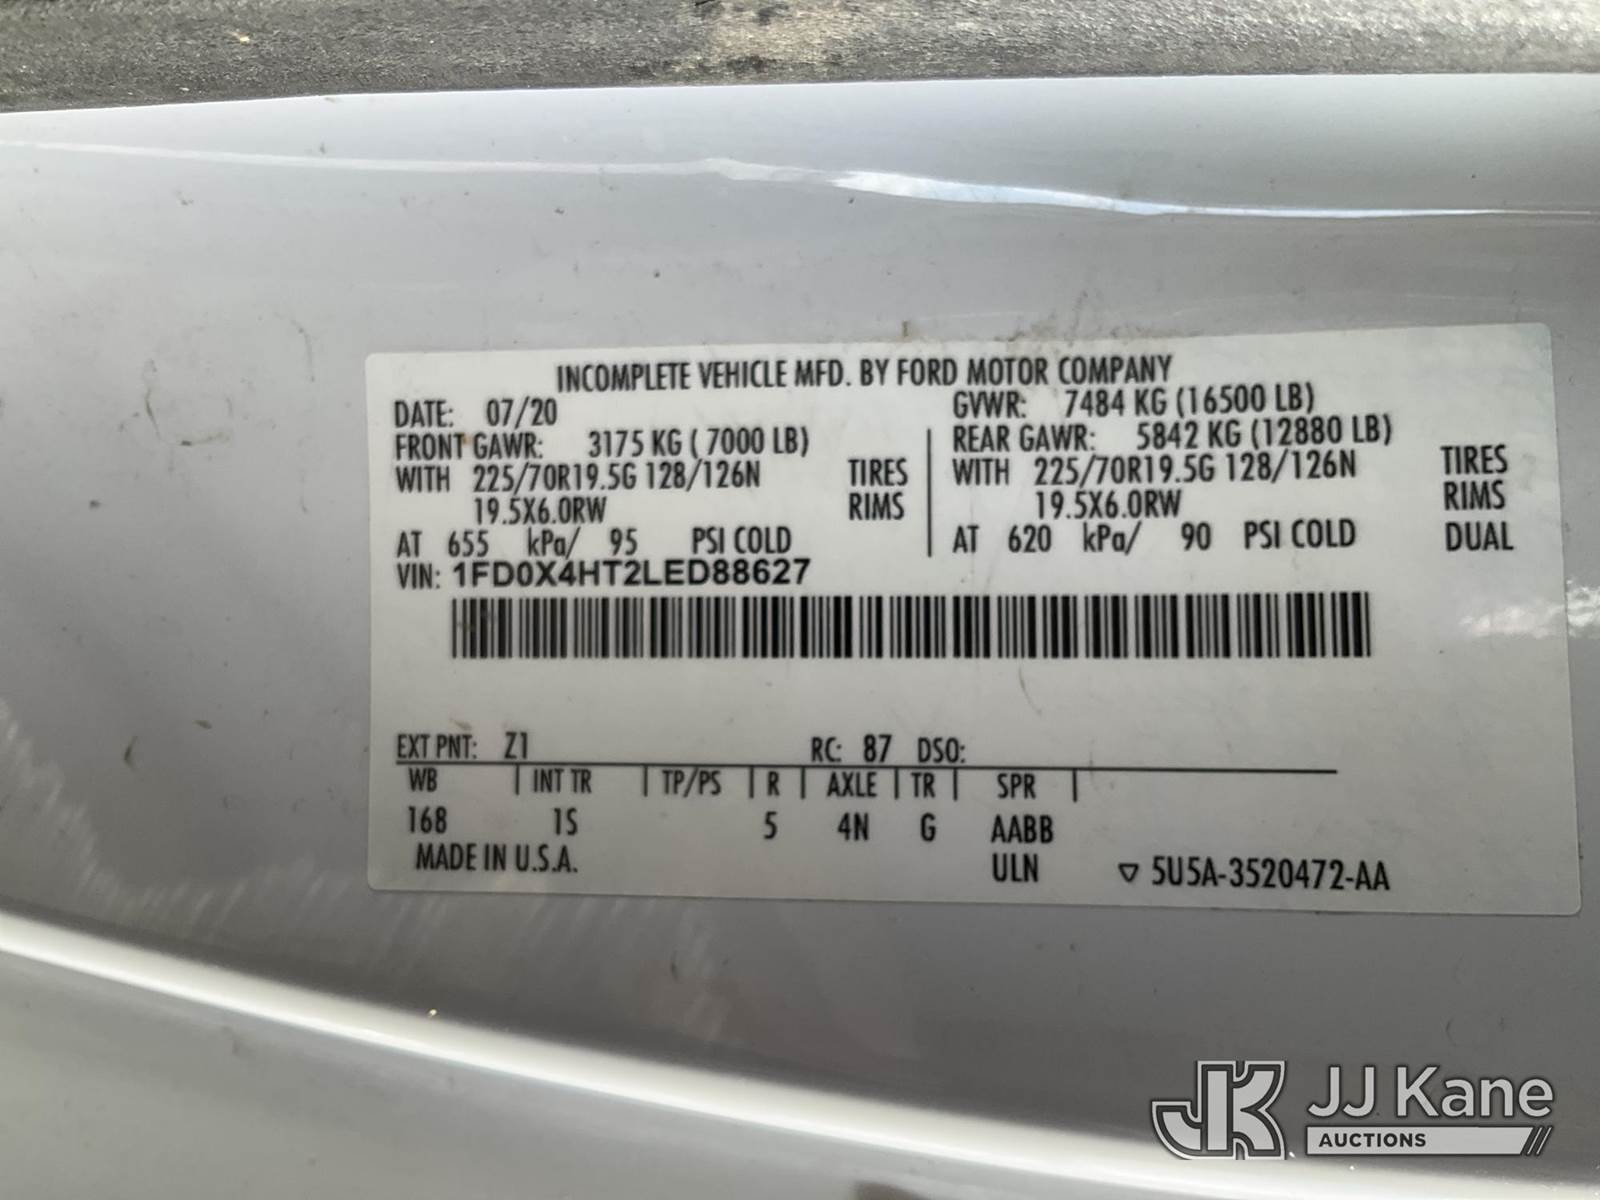 INCOMPLETE VEHICLE MFD. BY FORD MOTOR COMPANY
DATE: 07/20 GVWR: 7484 KG (16500 LB)
FRONT GAWR: 3175 KG ( 7000 LB) REAR GAWR: 5842 KG (12880 LB)
WITH 225/70R19.5G 128/126N TIRES WITH 225/70R19.5G 128/126N TIRES
19.5X6.0RW RIMS 19.5X6.0RW RIMS
AT 655 kPa/ 95 PSI COLD AT 620 kPa/ 90 PSI COLD DUAL
VIN: 1FD0X4HT2LED88627
EXT PNT: Z1 RC: 87 DSO:
WB INT TR TP/PS R AXLE TR SPR
168 1S 5 4N G AABB
MADE IN U.S.A. ULN ▽ 5U5A-3520472-AA
JK JJ Kane
AUCTIONS